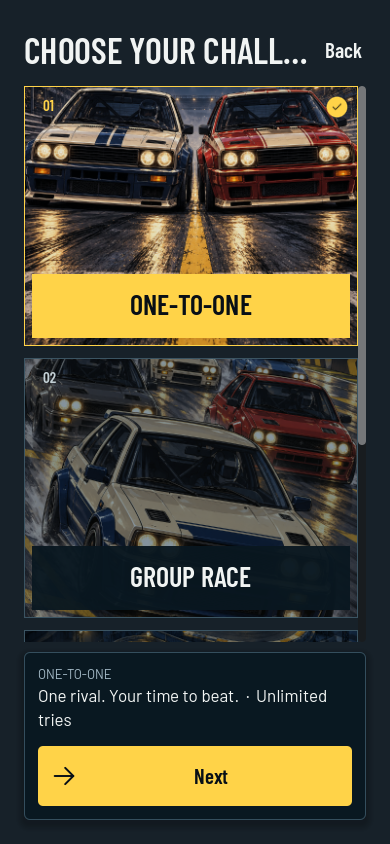 CHOOSE YOUR CHALL...
Back
01
ONE-TO-ONE
02
GROUP RACE
ONE-TO-ONE
One rival. Your time to beat. · Unlimited
tries
Next